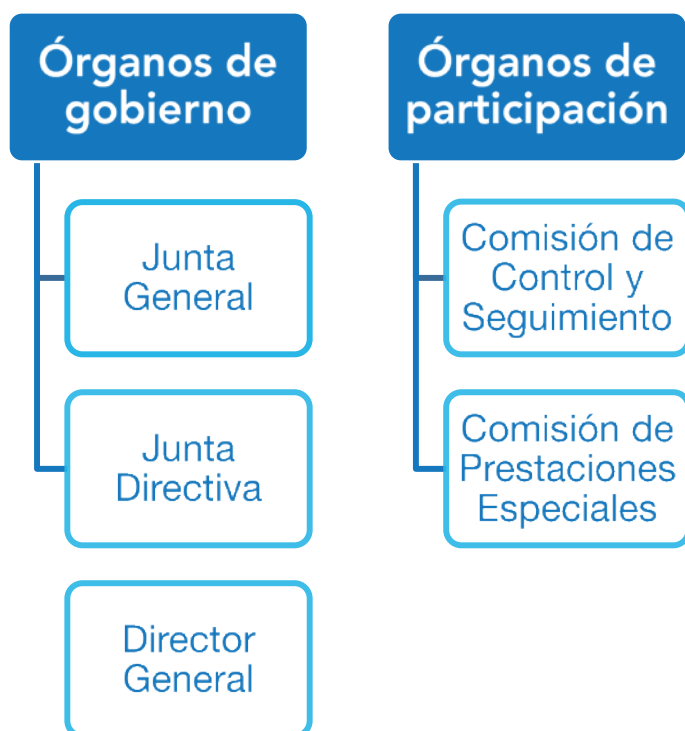 Órganos de
gobierno
Junta
General
Junta
Directiva
Director
General
Órganos de
participación
Comisión de
Control y
Seguimiento
Comisión de
Prestaciones
Especiales